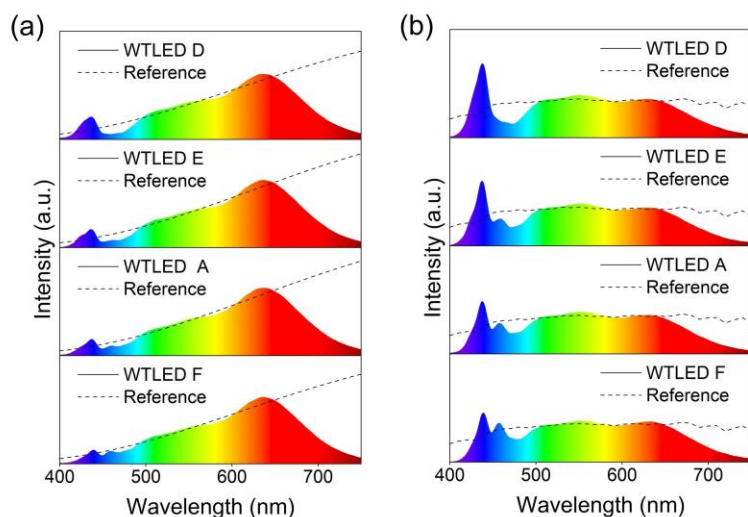 (a)
WTLED D
Reference
WTLED E
Reference
WTLED A
Reference
WTLED F
Reference
Intensity (a.u.)
400 500 600 700
Wavelength (nm)
(b)
WTLED D
Reference
WTLED E
Reference
WTLED A
Reference
WTLED F
Reference
Intensity (a.u.)
400 500 600 700
Wavelength (nm)